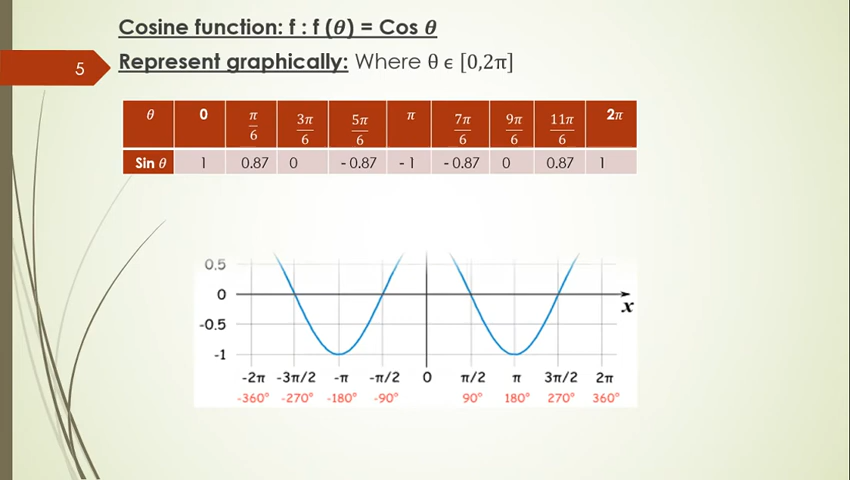 Cosine function: f : f (θ) = Cos θ
5
Represent graphically: Where θ ϵ [0,2π]
θ 0 π/6 3π/6 5π/6 π 7π/6 9π/6 11π/6 2π
Sin θ 1 0.87 0 - 0.87 - 1 - 0.87 0 0.87 1
0.5
0
x
-0.5
-1
-2π -3π/2 -π -π/2 0 π/2 π 3π/2 2π
-360° -270° -180° -90° 90° 180° 270° 360°